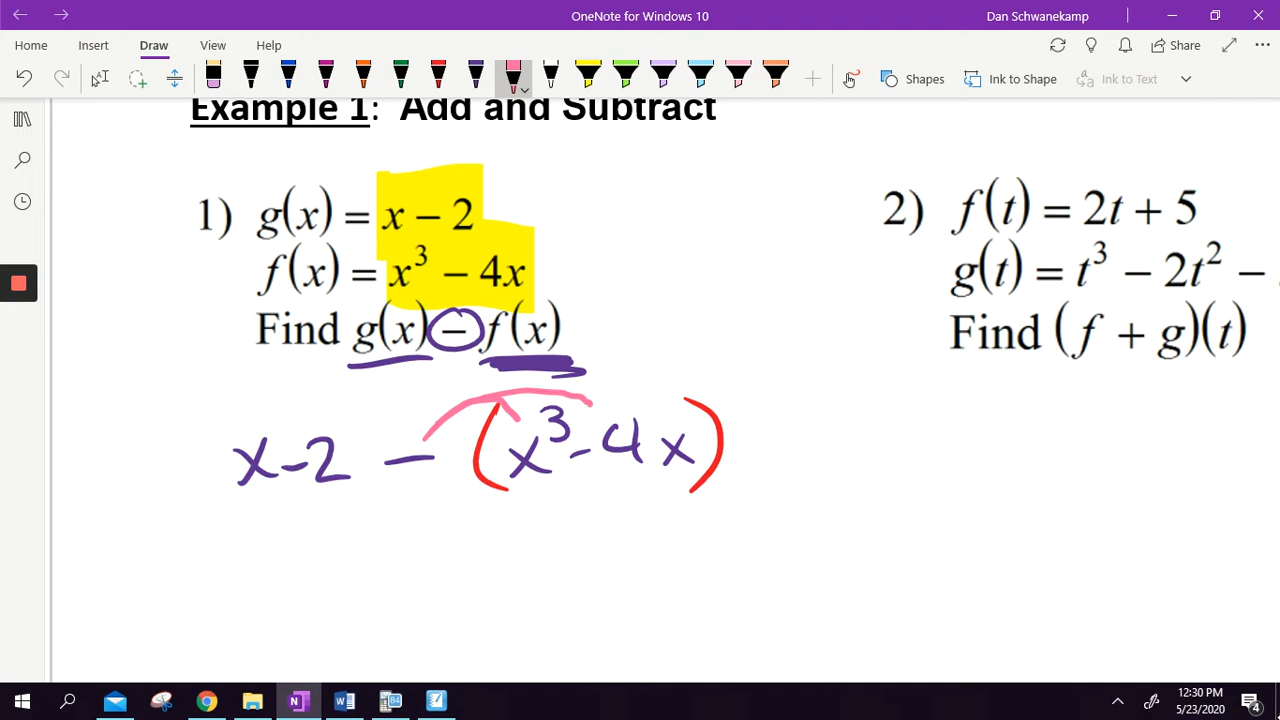 OneNote for Windows 10
Dan Schwanekamp
Home Insert Draw View Help
Share
Shapes Ink to Shape Ink to Text
Example 1: Add and Subtract
1) g(x) = x − 2
f(x) = x³ − 4x
Find g(x) − f(x)
x-2 - (x³-4x)
2) f(t) = 2t + 5
g(t) = t³ − 2t² −
Find (f + g)(t)
12:30 PM
5/23/2020
4